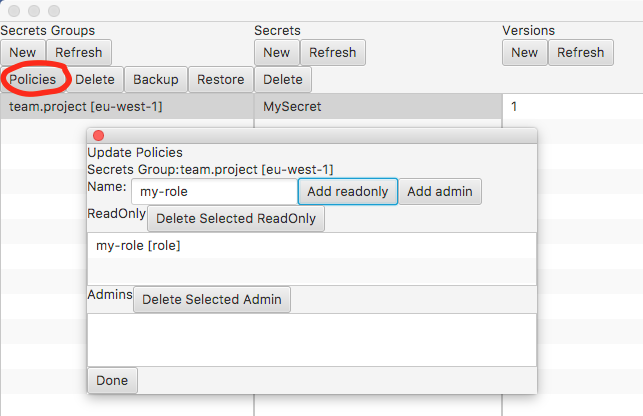 Secrets Groups Secrets Versions
New Refresh New Refresh New Refresh
Policies Delete Backup Restore Delete
team.project [eu-west-1] MySecret 1
Update Policies
Secrets Group:team.project [eu-west-1]
Name: my-role Add readonly Add admin
ReadOnly Delete Selected ReadOnly
my-role [role]
Admins Delete Selected Admin
Done